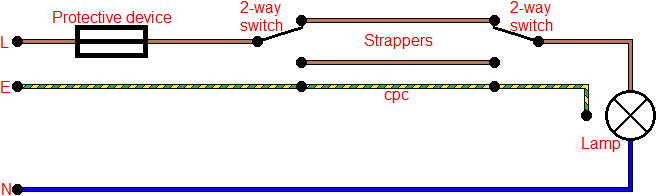 Protective device
2-way
switch
2-way
switch
L
Strappers
E
cpc
Lamp
N